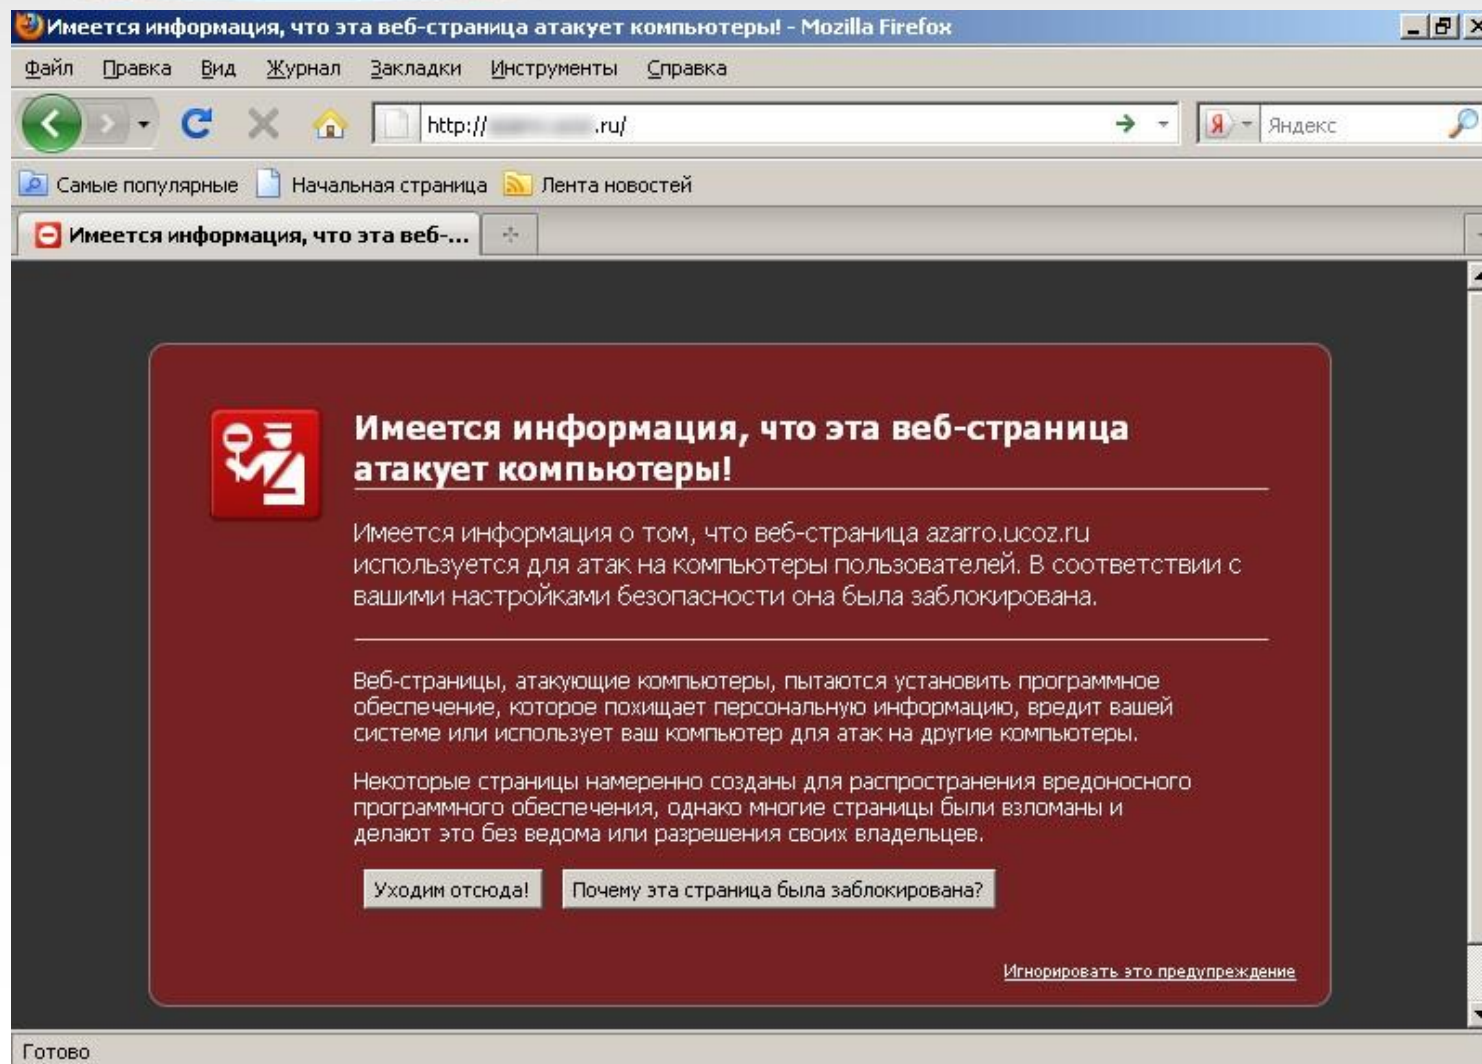 Имеется информация, что эта веб-страница атакует компьютеры! - Mozilla Firefox
Файл Правка Вид Журнал Закладки Инструменты Справка
http:// .ru/ Я Яндекс
Самые популярные Начальная страница Лента новостей
Имеется информация, что эта веб-...
Имеется информация, что эта веб-страница
атакует компьютеры!
Имеется информация о том, что веб-страница azarro.ucoz.ru
используется для атак на компьютеры пользователей. В соответствии с
вашими настройками безопасности она была заблокирована.
Веб-страницы, атакующие компьютеры, пытаются установить программное
обеспечение, которое похищает персональную информацию, вредит вашей
системе или использует ваш компьютер для атак на другие компьютеры.
Некоторые страницы намеренно созданы для распространения вредоносного
программного обеспечения, однако многие страницы были взломаны и
делают это без ведома или разрешения своих владельцев.
Уходим отсюда! Почему эта страница была заблокирована?
Игнорировать это предупреждение
Готово